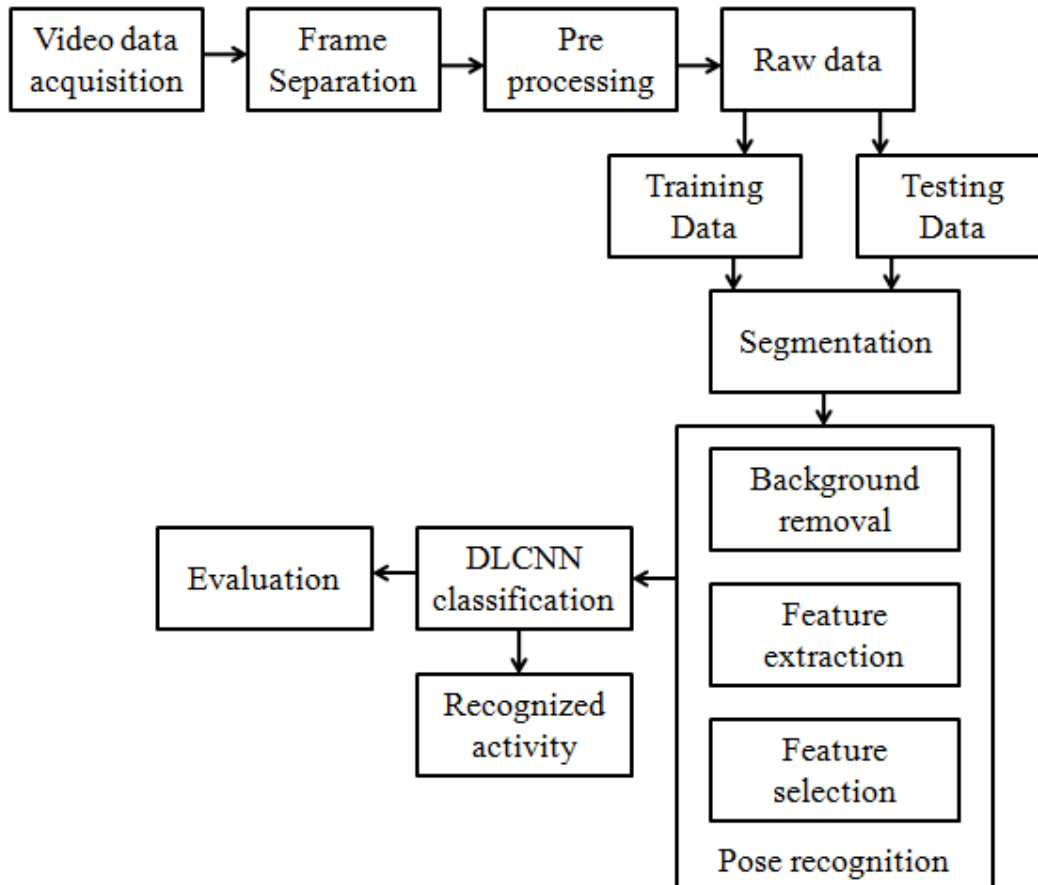 Video data
acquisition
Frame
Separation
Pre
processing
Raw data
Training
Data
Testing
Data
Segmentation
Background
removal
Feature
extraction
Feature
selection
Pose recognition
DLCNN
classification
Evaluation
Recognized
activity